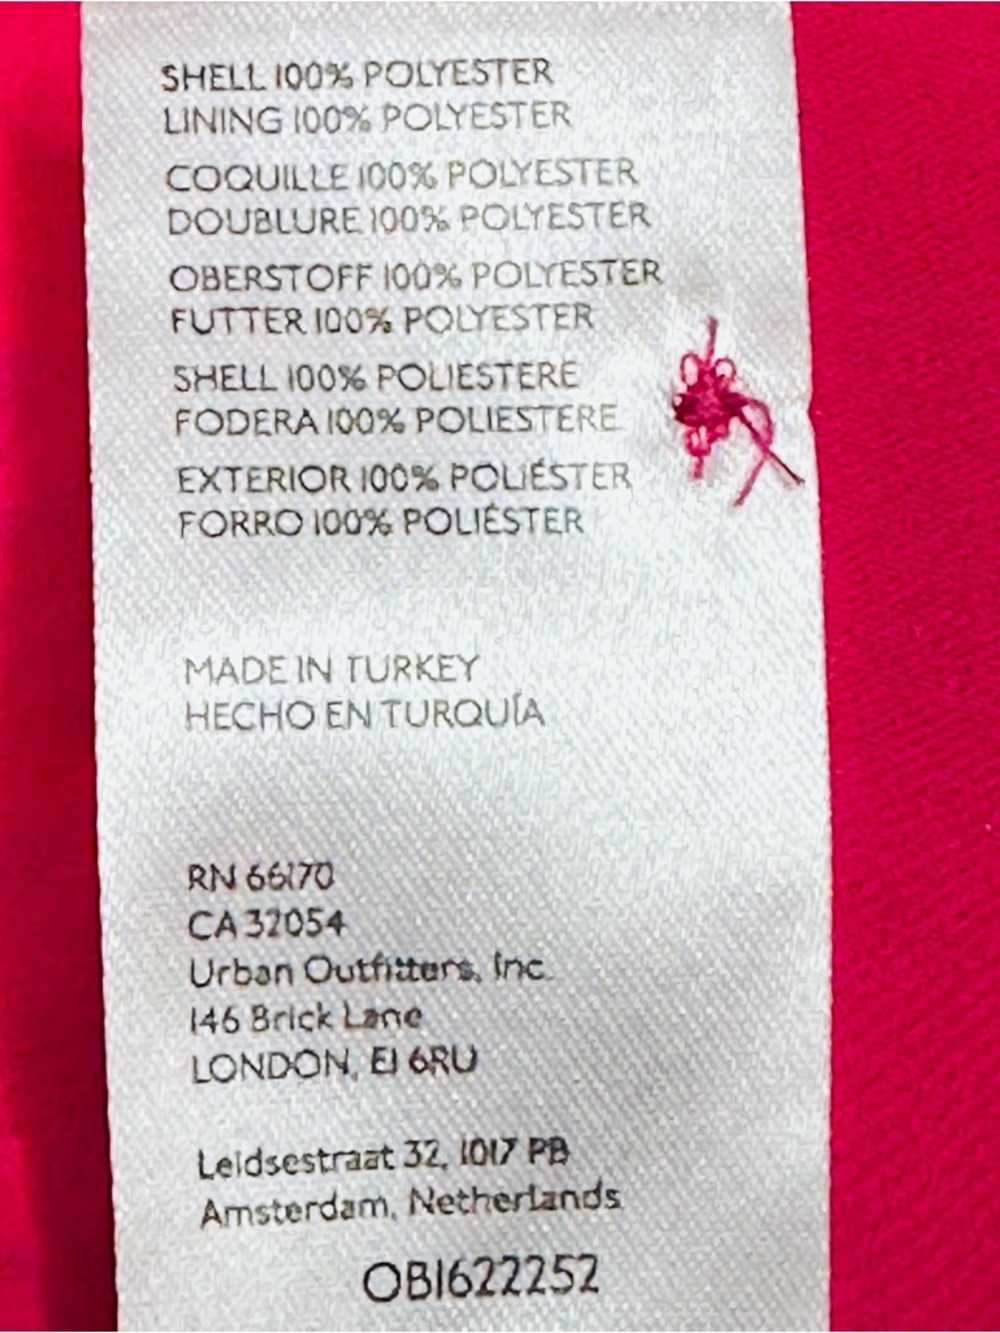 SHELL 100% POLYESTER
LINING 100% POLYESTER
COQUILLE 100% POLYESTER
DOUBLURE 100% POLYESTER
OBERSTOFF 100% POLYESTER
FUTTER 100% POLYESTER
SHELL 100% POLIESTERE
FODERA 100% POLIESTERE
EXTERIOR 100% POLIÉSTER
FORRO 100% POLIÉSTER
MADE IN TURKEY
HECHO EN TURQUÍA
RN 66170
CA 32054
Urban Outfitters, Inc.
146 Brick Lane
LONDON, E1 6RU
Leidsestraat 32, 1017 PB
Amsterdam, Netherlands
OB1622252